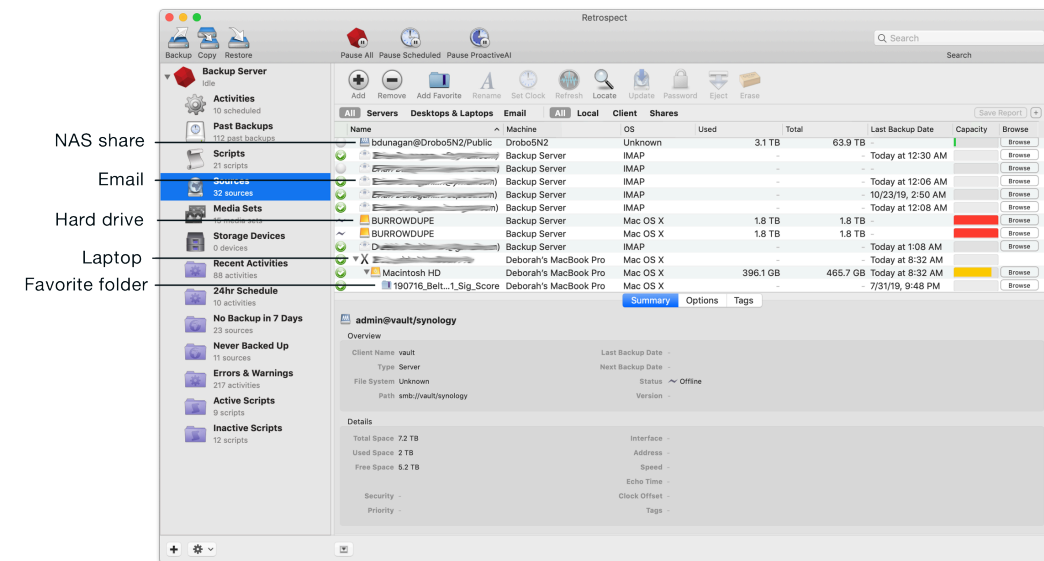 Retrospect
Backup Copy Restore
Pause All Pause Scheduled Pause ProactiveAI
Search
Search
Backup Server
Idle
Activities
10 scheduled
Past Backups
112 past backups
Scripts
21 scripts
Sources
32 sources
Media Sets
15 media sets
Storage Devices
0 devices
Recent Activities
88 activities
24hr Schedule
10 activities
No Backup in 7 Days
23 sources
Never Backed Up
11 sources
Errors & Warnings
217 activities
Active Scripts
9 scripts
Inactive Scripts
12 scripts
NAS share
Email
Hard drive
Laptop
Favorite folder
Add Remove Add Favorite Rename Set Clock Refresh Locate Update Password Eject Erase
All Servers Desktops & Laptops Email All Local Client Shares Save Report +
Name Machine OS Used Total Last Backup Date Capacity Browse
bdunagan@Drobo5N2/Public Drobo5N2 Unknown 3.1 TB 63.9 TB - Browse
Backup Server IMAP - - Today at 12:30 AM Browse
Backup Server IMAP - - - Browse
Backup Server IMAP - - Today at 12:06 AM Browse
Backup Server IMAP - - 10/23/19, 2:50 AM Browse
Backup Server IMAP - - Today at 12:08 AM Browse
BURROWDUPE Backup Server Mac OS X 1.8 TB 1.8 TB - Browse
BURROWDUPE Backup Server Mac OS X 1.8 TB 1.8 TB - Browse
Backup Server IMAP - - Today at 1:08 AM Browse
Deborah's MacBook Pro Mac OS X - - Today at 8:32 AM
Macintosh HD Deborah's MacBook Pro Mac OS X 396.1 GB 465.7 GB Today at 8:32 AM Browse
190716_Belt...1_Sig_Score Deborah's MacBook Pro Mac OS X - - 7/31/19, 9:48 PM Browse
Summary Options Tags
admin@vault/synology
Overview
Client Name vault Last Backup Date -
Type Server Next Backup Date -
File System Unknown Status Offline
Path smb://vault/synology Version -
Details
Total Space 7.2 TB Interface -
Used Space 2 TB Address -
Free Space 5.2 TB Speed -
Echo Time -
Security - Clock Offset -
Priority - Tags -